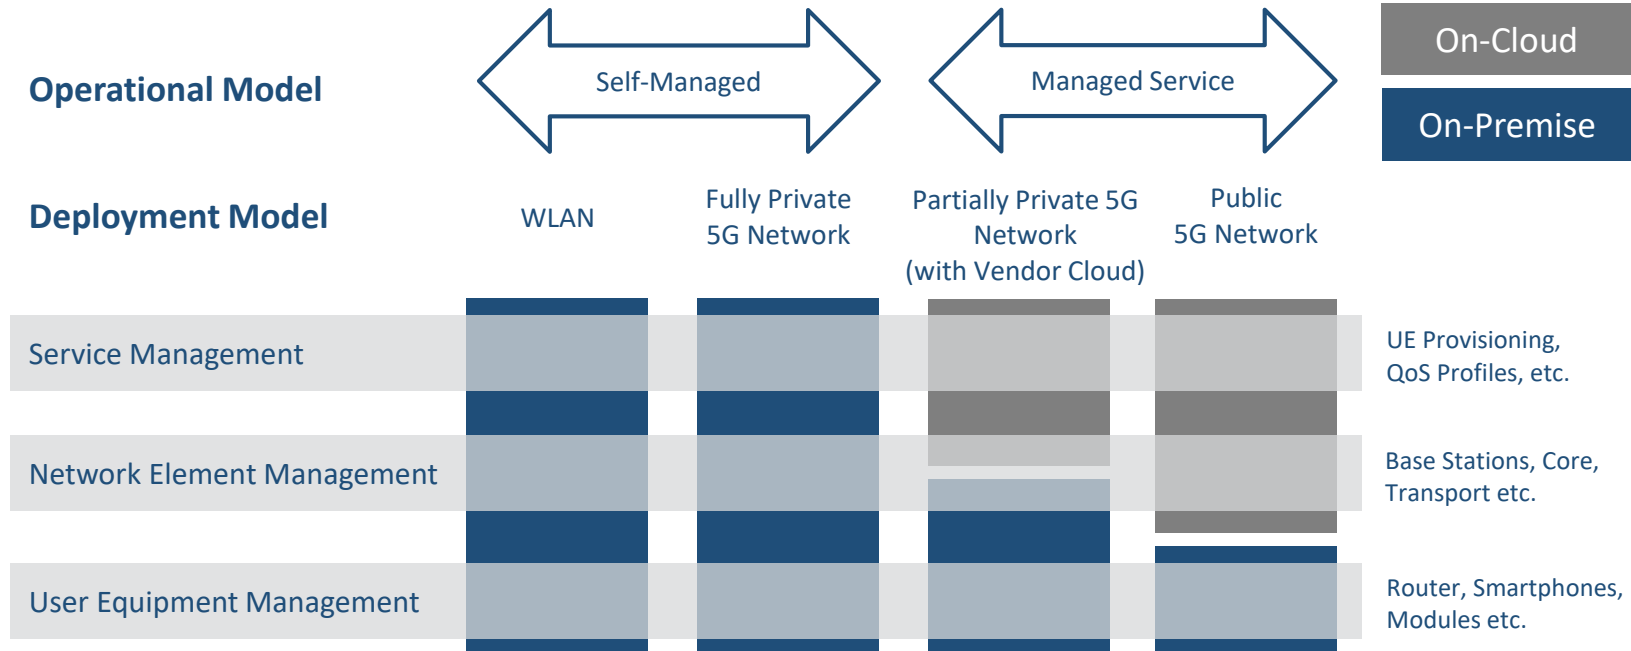 Operational Model
Self-Managed
Managed Service
On-Cloud
On-Premise
Deployment Model
WLAN
Fully Private
5G Network
Partially Private 5G
Network
(with Vendor Cloud)
Public
5G Network
Service Management
UE Provisioning,
QoS Profiles, etc.
Network Element Management
Base Stations, Core,
Transport etc.
User Equipment Management
Router, Smartphones,
Modules etc.